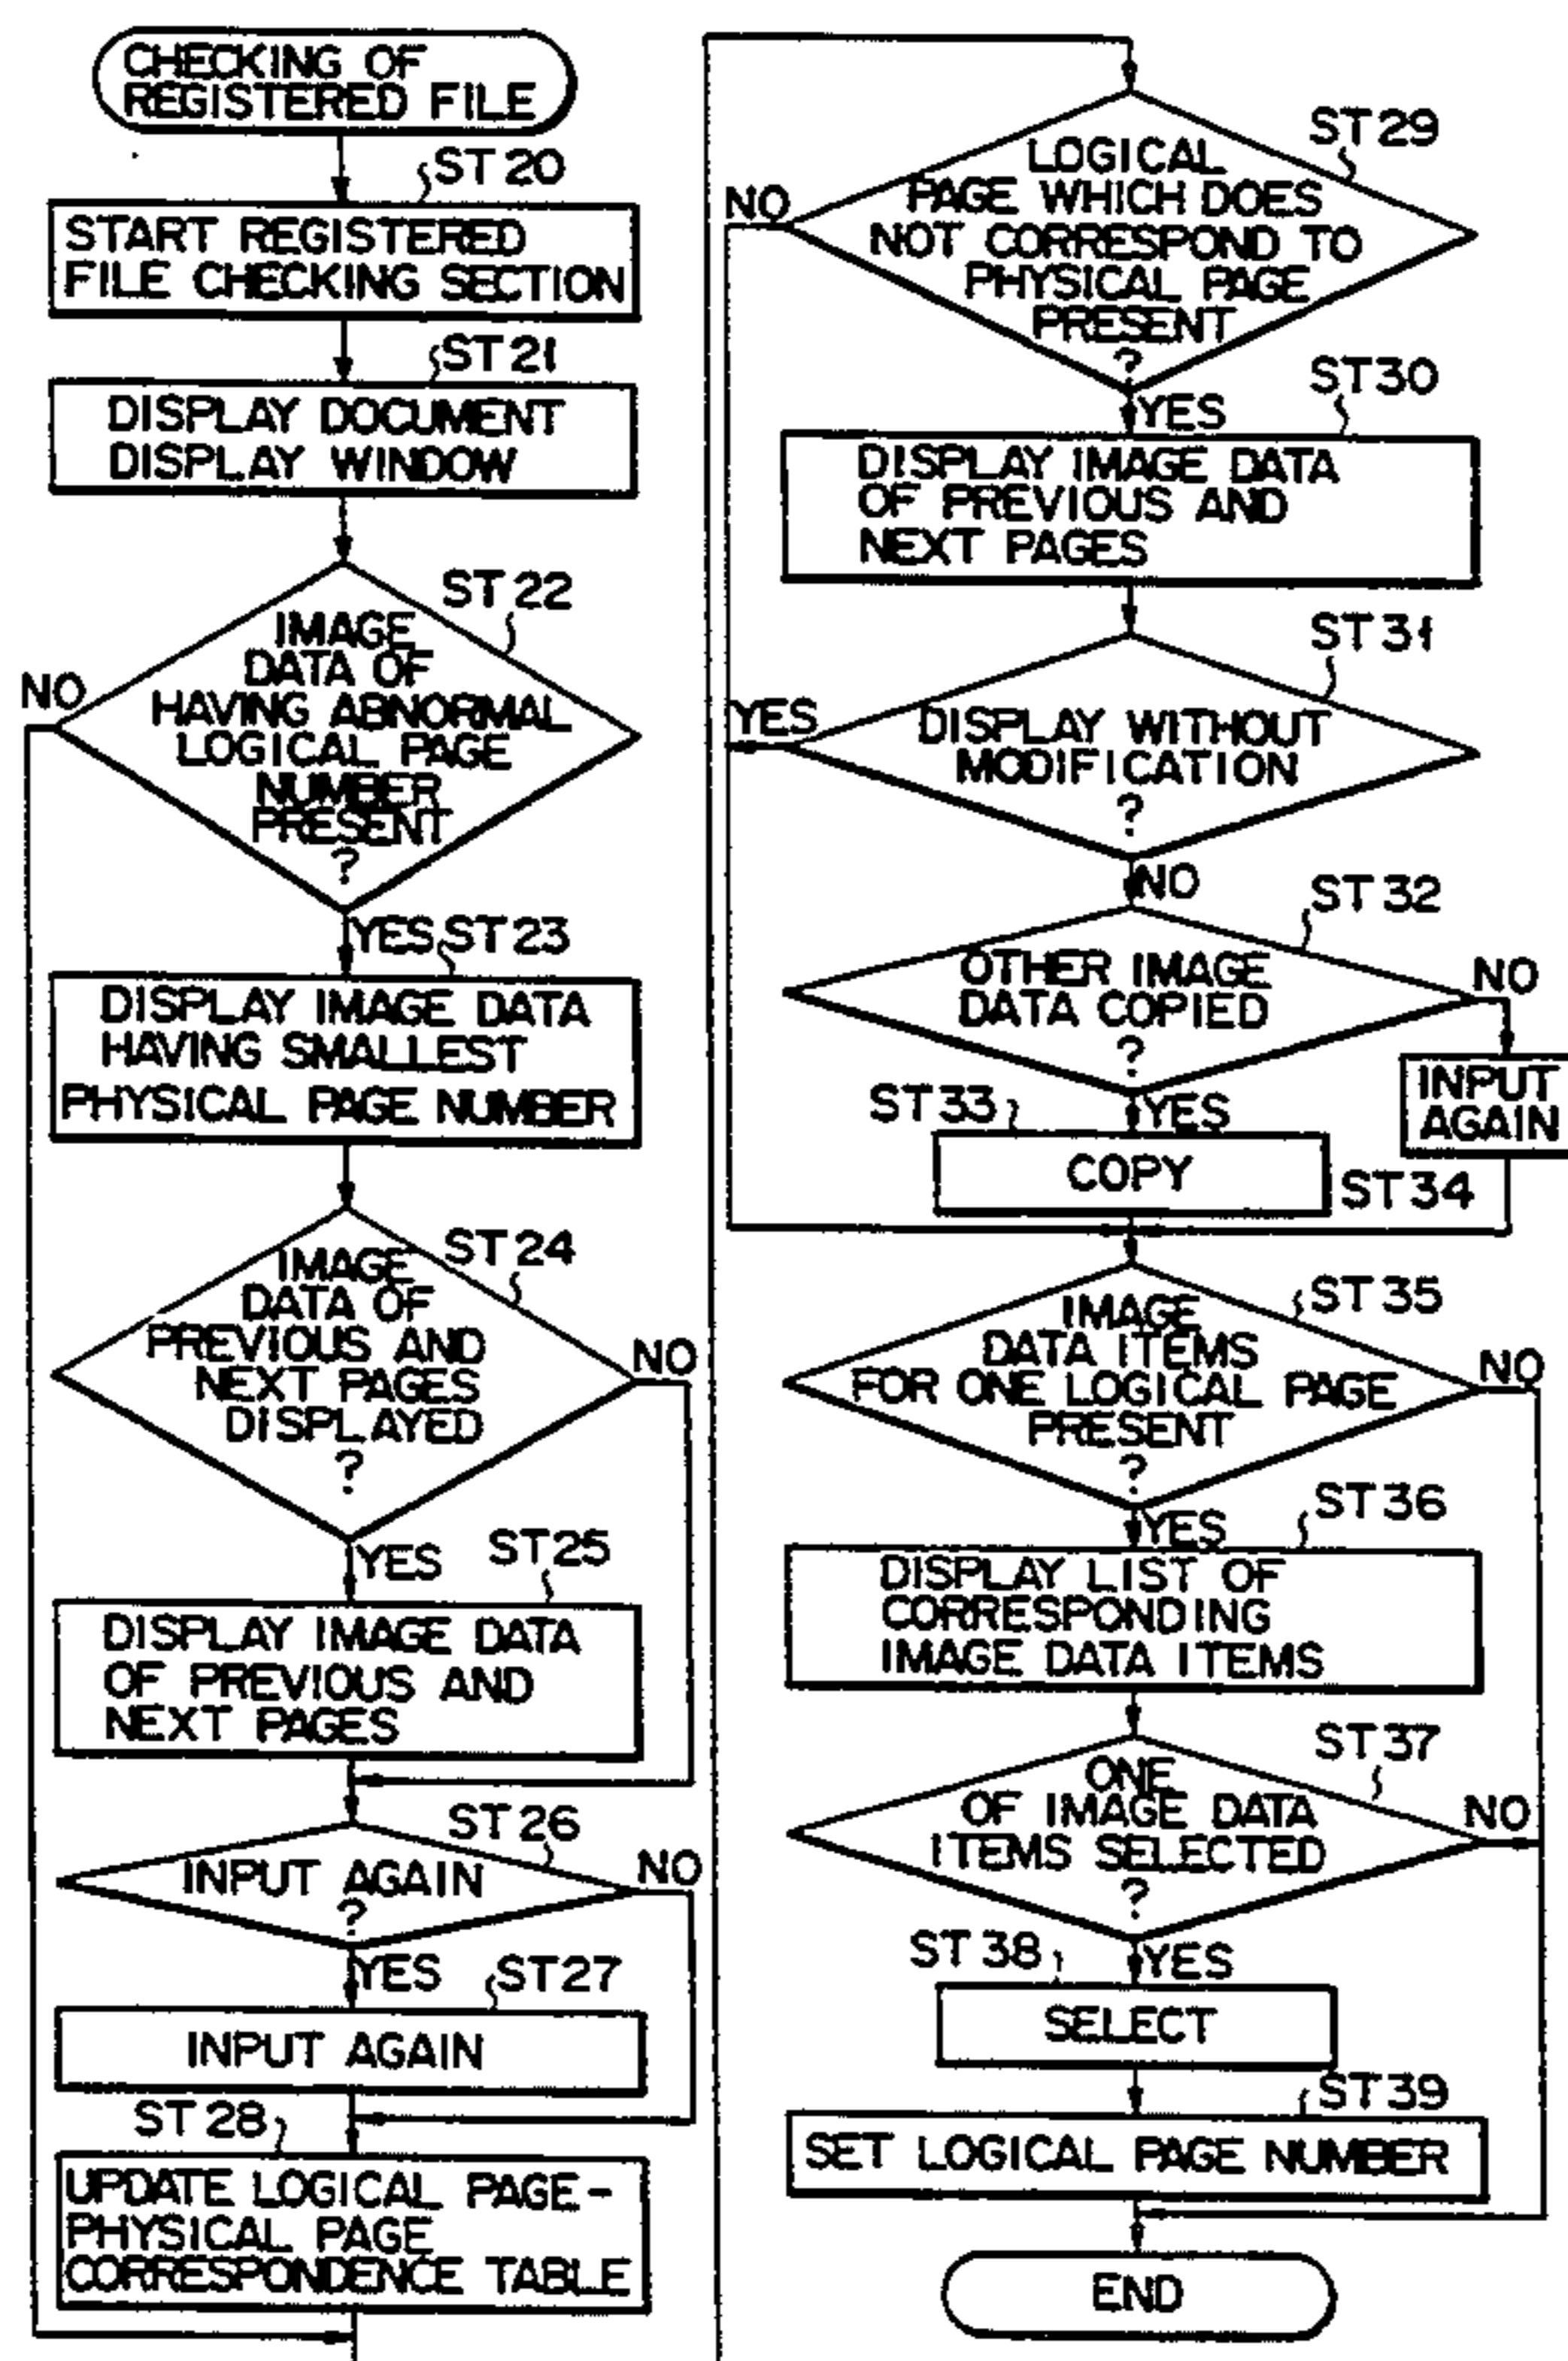 CHECKING OF
REGISTERED FILE
ST20
START REGISTERED
FILE CHECKING SECTION
ST21
DISPLAY DOCUMENT
DISPLAY WINDOW
ST22
IMAGE
DATA OF
HAVING ABNORMAL
LOGICAL PAGE
NUMBER
PRESENT
?
NO
YES
ST23
DISPLAY IMAGE DATA
HAVING SMALLEST
PHYSICAL PAGE NUMBER
ST24
IMAGE
DATA OF
PREVIOUS AND
NEXT PAGES
DISPLAYED
?
NO
YES
ST25
DISPLAY IMAGE DATA
OF PREVIOUS AND
NEXT PAGES
ST26
INPUT AGAIN
?
NO
YES
ST27
INPUT AGAIN
ST28
UPDATE LOGICAL PAGE-
PHYSICAL PAGE
CORRESPONDENCE TABLE
ST29
LOGICAL
PAGE WHICH DOES
NOT CORRESPOND TO
PHYSICAL PAGE
PRESENT
?
NO
YES
ST30
DISPLAY IMAGE DATA
OF PREVIOUS AND
NEXT PAGES
ST31
DISPLAY WITHOUT
MODIFICATION
?
YES
NO
ST32
OTHER IMAGE
DATA COPIED
?
NO
YES
INPUT
AGAIN
ST33
COPY
ST34
ST35
IMAGE
DATA ITEMS
FOR ONE LOGICAL PAGE
PRESENT
?
NO
YES
ST36
DISPLAY LIST OF
CORRESPONDING
IMAGE DATA ITEMS
ST37
ONE
OF IMAGE DATA
ITEMS SELECTED
?
NO
YES
ST38
SELECT
ST39
SET LOGICAL PAGE NUMBER
END